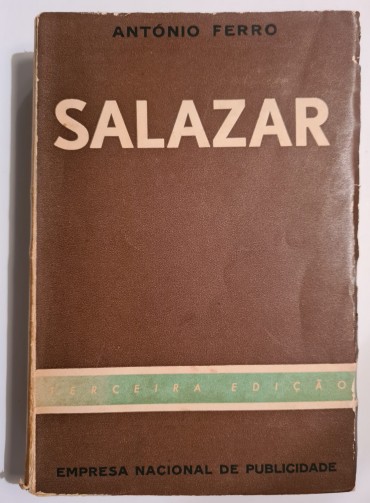 ANTÓNIO FERRO
SALAZAR
TERCEIRA EDIÇÃO
EMPRESA NACIONAL DE PUBLICIDADE